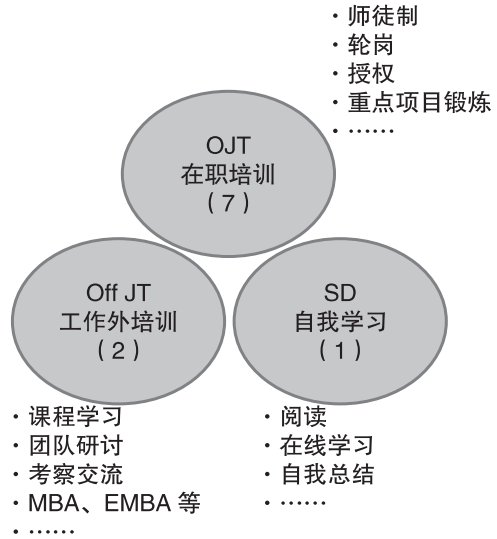 · 师徒制
· 轮岗
· 授权
· 重点项目锻炼
· ……
OJT
在职培训
（7）
Off JT
工作外培训
（2）
SD
自我学习
（1）
· 课程学习
· 团队研讨
· 考察交流
· MBA、EMBA 等
· ……
· 阅读
· 在线学习
· 自我总结
· ……